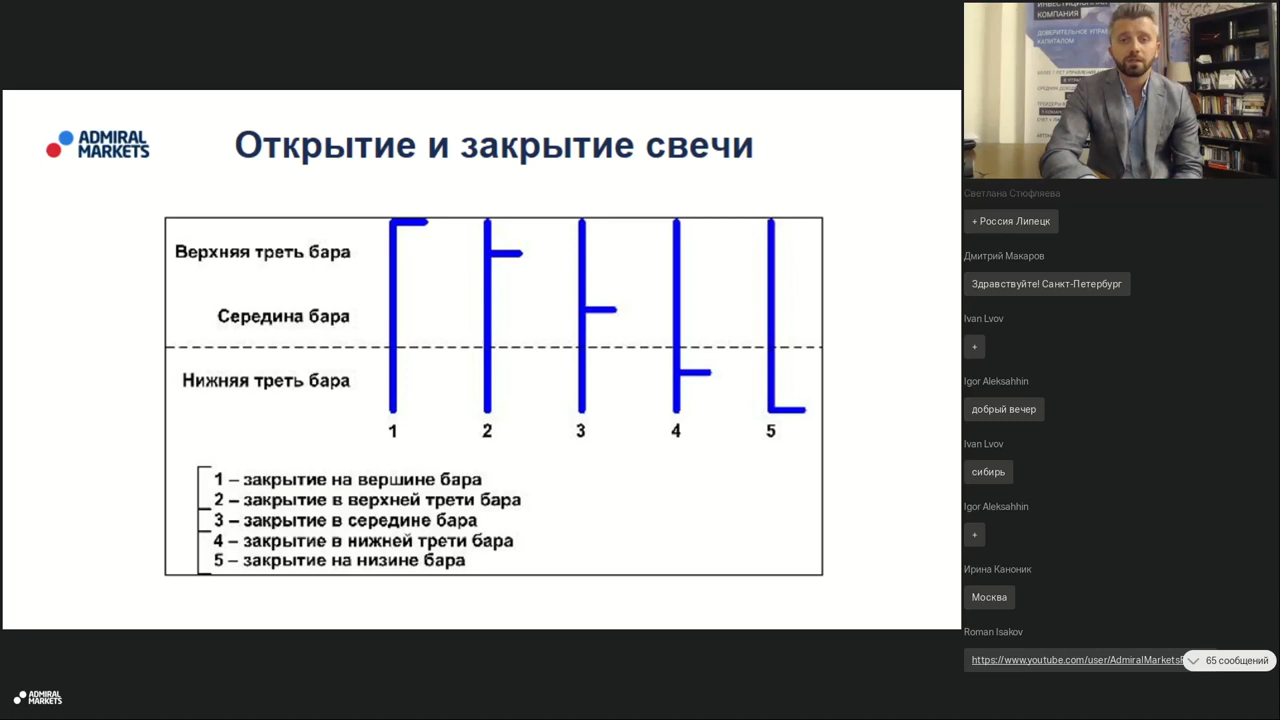 ADMIRAL
MARKETS
Открытие и закрытие свечи
Верхняя треть бара
Середина бара
Нижняя треть бара
1 2 3 4 5
1 – закрытие на вершине бара
2 – закрытие в верхней трети бара
3 – закрытие в середине бара
4 – закрытие в нижней трети бара
5 – закрытие на низине бара
ADMIRAL
MARKETS
ИНВЕСТИЦИОННАЯ
КОМПАНИЯ
ДОВЕРИТЕЛЬНОЕ
КАПИТАЛОМ
Светлана Стюфляева
+ Россия Липецк
Дмитрий Макаров
Здравствуйте! Санкт-Петербург
Ivan Lvov
+
Igor Aleksahhin
добрый вечер
Ivan Lvov
сибирь
Igor Aleksahhin
+
Ирина Каноник
Москва
Roman Isakov
https://www.youtube.com/user/AdmiralMarkets
65 сообщений